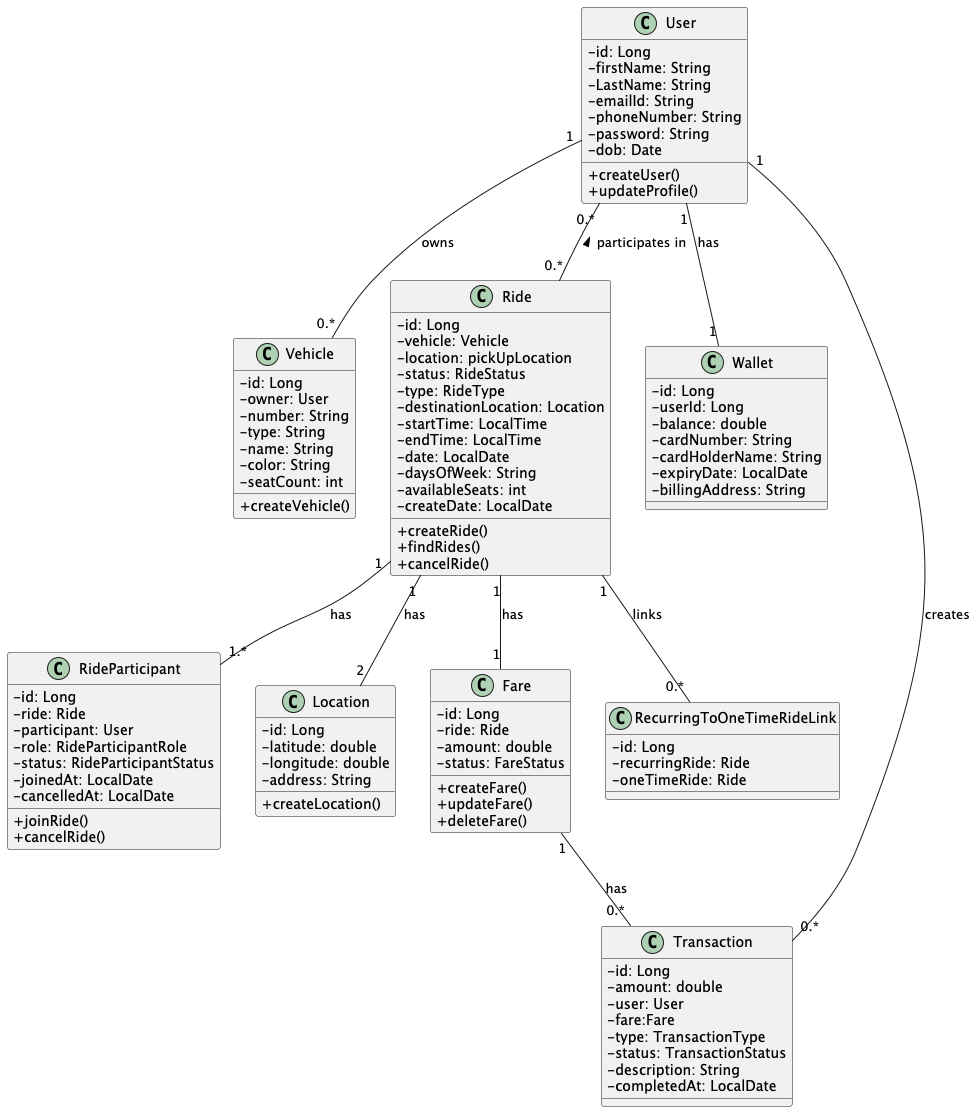 C User
-id: Long
-firstName: String
-LastName: String
-emailId: String
-phoneNumber: String
-password: String
-dob: Date
+createUser()
+updateProfile()
1
1
0.*
1
owns
participates in
has
0.*
0.*
1
C Ride
-id: Long
-vehicle: Vehicle
-location: pickUpLocation
-status: RideStatus
-type: RideType
-destinationLocation: Location
-startTime: LocalTime
-endTime: LocalTime
-date: LocalDate
-daysOfWeek: String
-availableSeats: int
-createDate: LocalDate
+createRide()
+findRides()
+cancelRide()
C Vehicle
-id: Long
-owner: User
-number: String
-type: String
-name: String
-color: String
-seatCount: int
+createVehicle()
C Wallet
-id: Long
-userId: Long
-balance: double
-cardNumber: String
-cardHolderName: String
-expiryDate: LocalDate
-billingAddress: String
1
1
1
1
has
has
has
links
creates
1.*
2
1
0.*
C RideParticipant
-id: Long
-ride: Ride
-participant: User
-role: RideParticipantRole
-status: RideParticipantStatus
-joinedAt: LocalDate
-cancelledAt: LocalDate
+joinRide()
+cancelRide()
C Location
-id: Long
-latitude: double
-longitude: double
-address: String
+createLocation()
C Fare
-id: Long
-ride: Ride
-amount: double
-status: FareStatus
+createFare()
+updateFare()
+deleteFare()
C RecurringToOneTimeRideLink
-id: Long
-recurringRide: Ride
-oneTimeRide: Ride
1
has
0.*
0.*
C Transaction
-id: Long
-amount: double
-user: User
-fare:Fare
-type: TransactionType
-status: TransactionStatus
-description: String
-completedAt: LocalDate